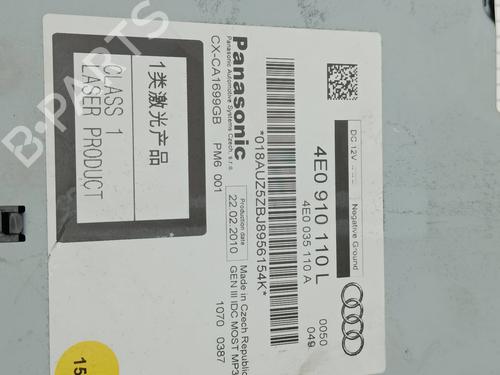 CLASS 1
LASER PRODUCT
1类激光产品
Panasonic
Panasonic Automotive Systems Czech, s.r.o.
CX-CA1699GB PM6 001
Production date
22.02.2010
Made in Czech Republic
GEN III IDC MOST MP3
1070 0387
*018AUZ5ZBJ8956154K*
DC 12V Negative Ground
4E0 910 110 L
4E0 035 110 A
0050
049
15
B-PARTS